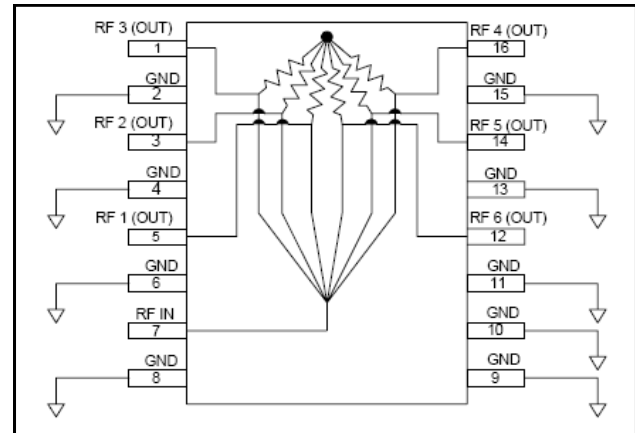 RF 3 (OUT)
1
GND
2
RF 2 (OUT)
3
GND
4
RF 1 (OUT)
5
GND
6
RF IN
7
GND
8
RF 4 (OUT)
16
GND
15
RF 5 (OUT)
14
GND
13
RF 6 (OUT)
12
GND
11
GND
10
GND
9